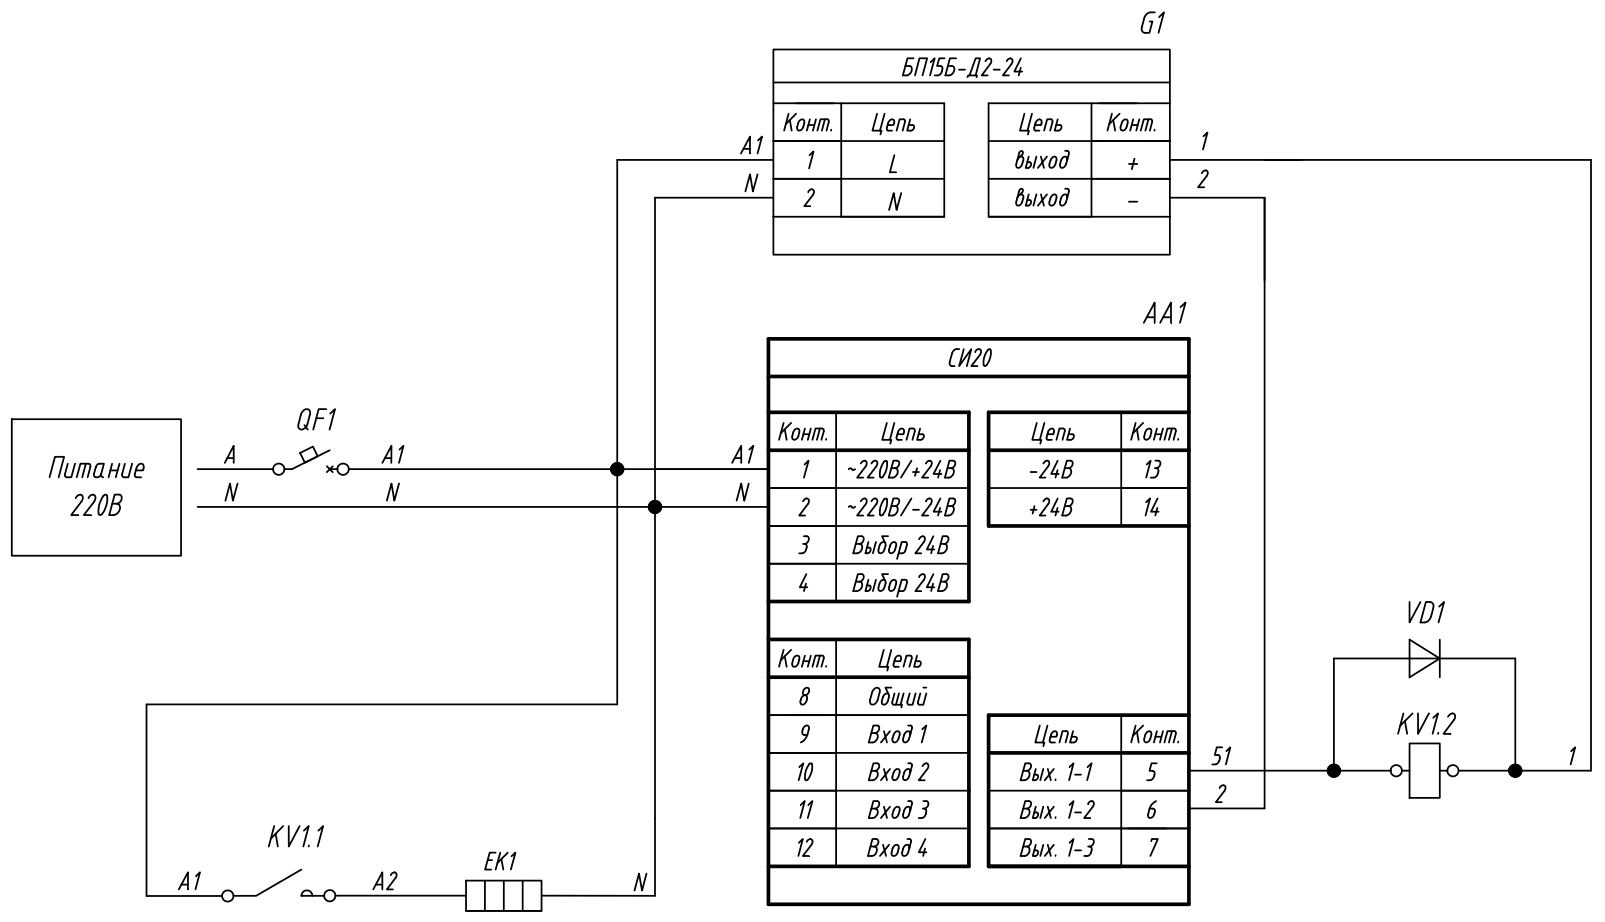 G1
БП15Б-Д2-24
Конт. Цепь Цепь Конт.
A1 1 L выход + 1
N 2 N выход - 2
AA1
СИ20
QF1
Конт. Цепь Цепь Конт.
Питание A A1 A1 1 ~220В/+24В -24В 13
220В N N N 2 ~220В/-24В +24В 14
3 Выбор 24В
4 Выбор 24В
VD1
Конт. Цепь
8 Общий
KV1.2
9 Вход 1 Цепь Конт.
10 Вход 2 Вых. 1-1 5 51 1
11 Вход 3 Вых. 1-2 6 2
12 Вход 4 Вых. 1-3 7
KV1.1 EK1
A1 A2 N